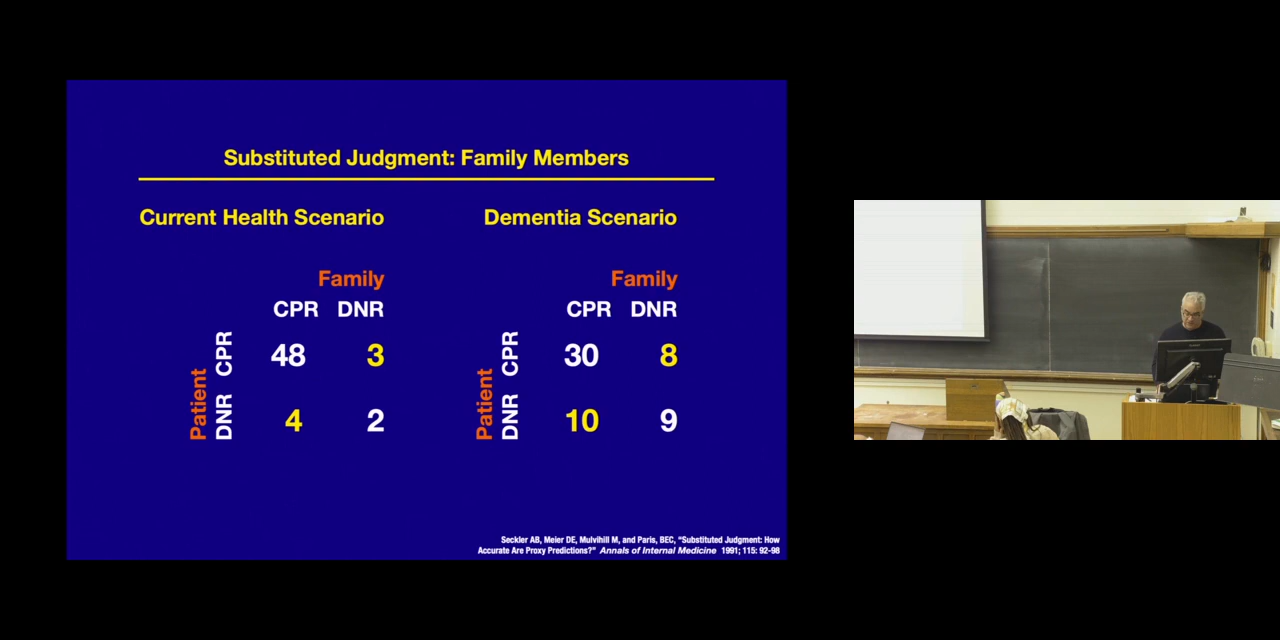 Substituted Judgment: Family Members
Current Health Scenario
Dementia Scenario
Family
CPR DNR
Patient
CPR
DNR
48 3
4 2
Family
CPR DNR
Patient
CPR
DNR
30 8
10 9
Seckler AB, Meier DE, Mulvihill M, and Paris, BEC, “Substituted Judgment: How
Accurate Are Proxy Predictions?” Annals of Internal Medicine 1991; 115: 92-98